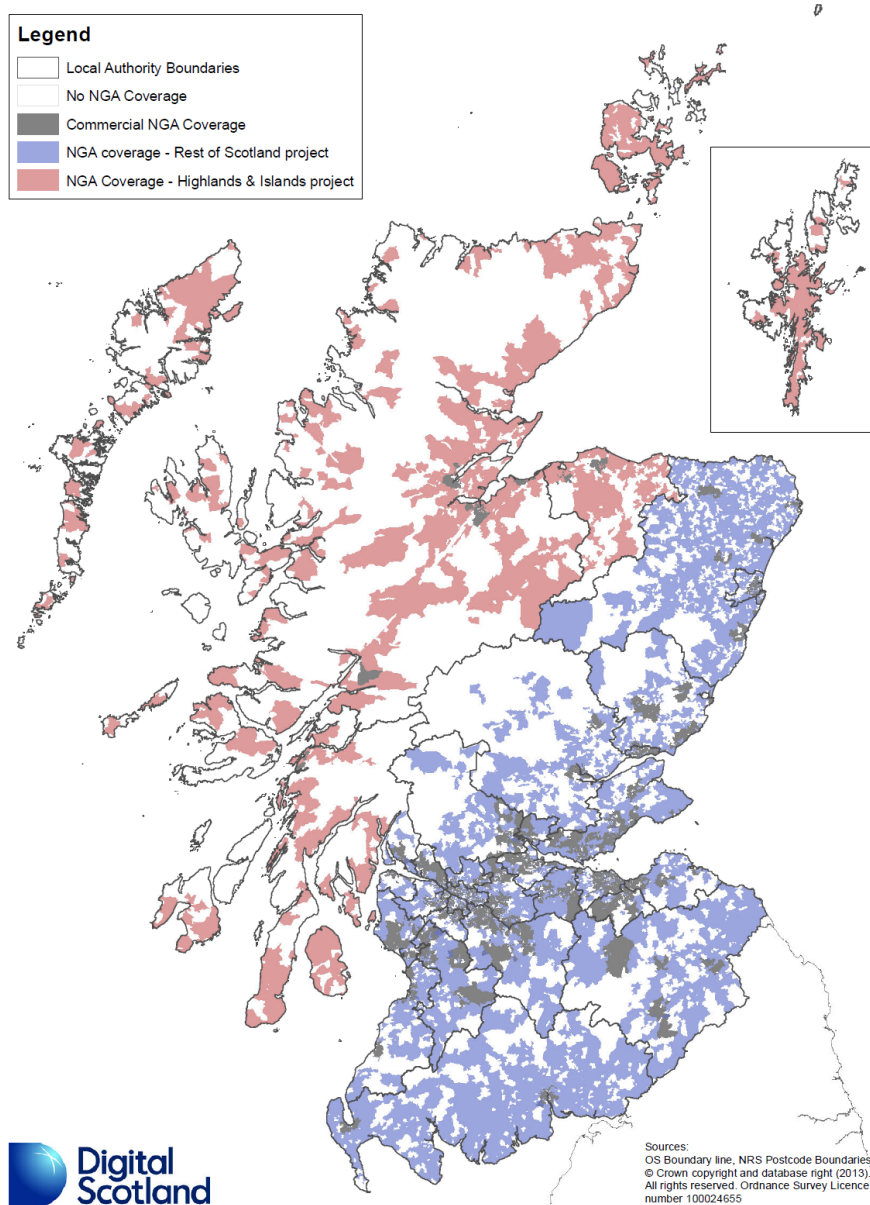 Legend
Local Authority Boundaries
No NGA Coverage
Commercial NGA Coverage
NGA coverage - Rest of Scotland project
NGA Coverage - Highlands & Islands project
Digital
Scotland
Sources:
OS Boundary line, NRS Postcode Boundaries
© Crown copyright and database right (2013).
All rights reserved. Ordnance Survey Licence
number 100024655